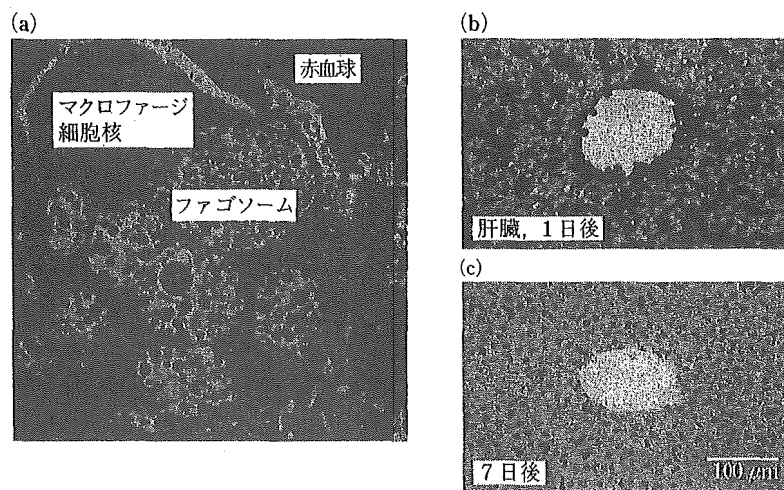 (a)
赤血球
マクロファージ
細胞核
ファゴソーム
(b)
肝臓, 1日後
(c)
7日後
100 μm